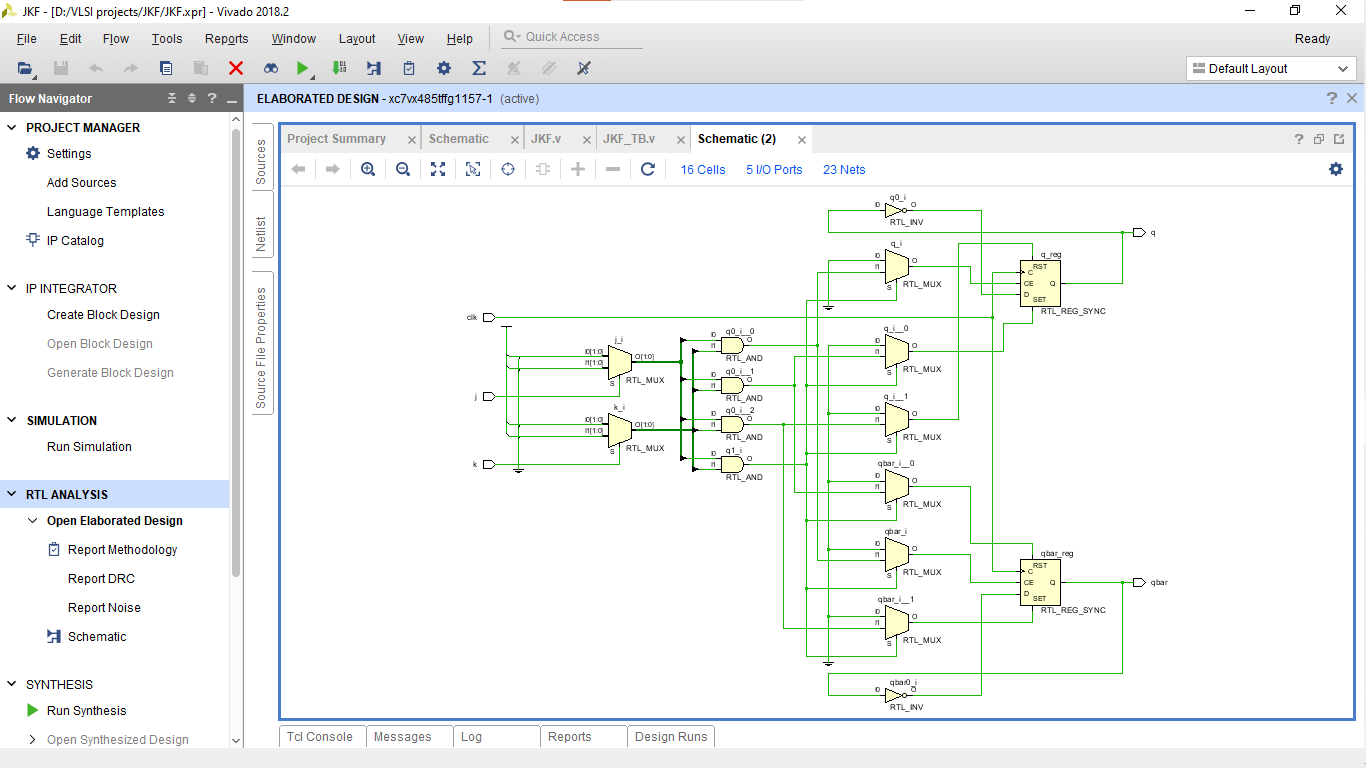 JKF - [D:/VLSI projects/JKF/JKF.xpr] - Vivado 2018.2
File Edit Flow Tools Reports Window Layout View Help Quick Access Ready
Default Layout
Flow Navigator
ELABORATED DESIGN - xc7vx485tffg1157-1 (active)
PROJECT MANAGER
Settings
Add Sources
Language Templates
IP Catalog
IP INTEGRATOR
Create Block Design
Open Block Design
Generate Block Design
SIMULATION
Run Simulation
RTL ANALYSIS
Open Elaborated Design
Report Methodology
Report DRC
Report Noise
Schematic
SYNTHESIS
Run Synthesis
Open Synthesized Design
Sources
Netlist
Source File Properties
Project Summary Schematic JKF.v JKF_TB.v Schematic (2)
16 Cells 5 I/O Ports 23 Nets
clk
j
k
j_i
I0[1:0]
I1[1:0]
O[1:0]
S
RTL_MUX
k_i
I0[1:0]
I1[1:0]
O[1:0]
S
RTL_MUX
q0_i__0
I0
I1
O
RTL_AND
q0_i__1
I0
I1
O
RTL_AND
q0_i__2
I0
I1
O
RTL_AND
q1_i
I0
I1
O
RTL_AND
q0_i
I0
O
RTL_INV
q_i
I0
I1
O
S
RTL_MUX
q_i__0
I0
I1
O
S
RTL_MUX
q_i__1
I0
I1
O
S
RTL_MUX
qbar_i__0
I0
I1
O
S
RTL_MUX
qbar_i
I0
I1
O
S
RTL_MUX
qbar_i__1
I0
I1
O
S
RTL_MUX
qbar0_i
I0
O
RTL_INV
q_reg
RST
C
CE
Q
D
SET
RTL_REG_SYNC
q
qbar_reg
RST
C
CE
Q
D
SET
RTL_REG_SYNC
qbar
Tcl Console Messages Log Reports Design Runs